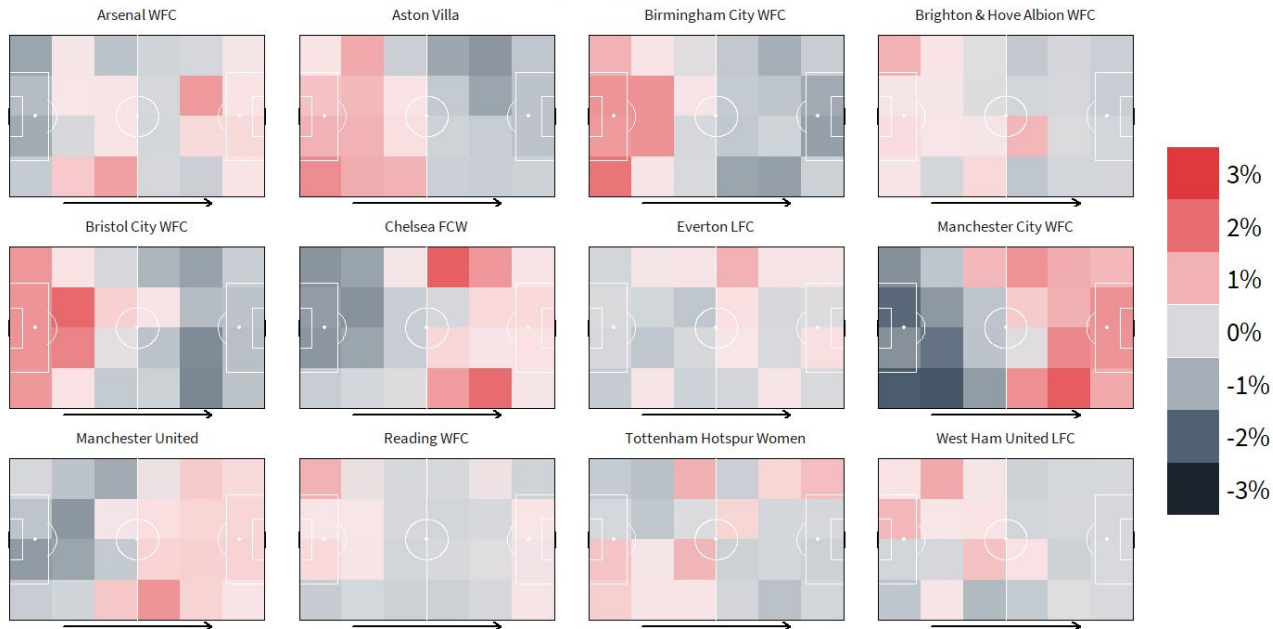 Arsenal WFC
Aston Villa
Birmingham City WFC
Brighton & Hove Albion WFC
Bristol City WFC
Chelsea FCW
Everton LFC
Manchester City WFC
Manchester United
Reading WFC
Tottenham Hotspur Women
West Ham United LFC
3%
2%
1%
0%
-1%
-2%
-3%